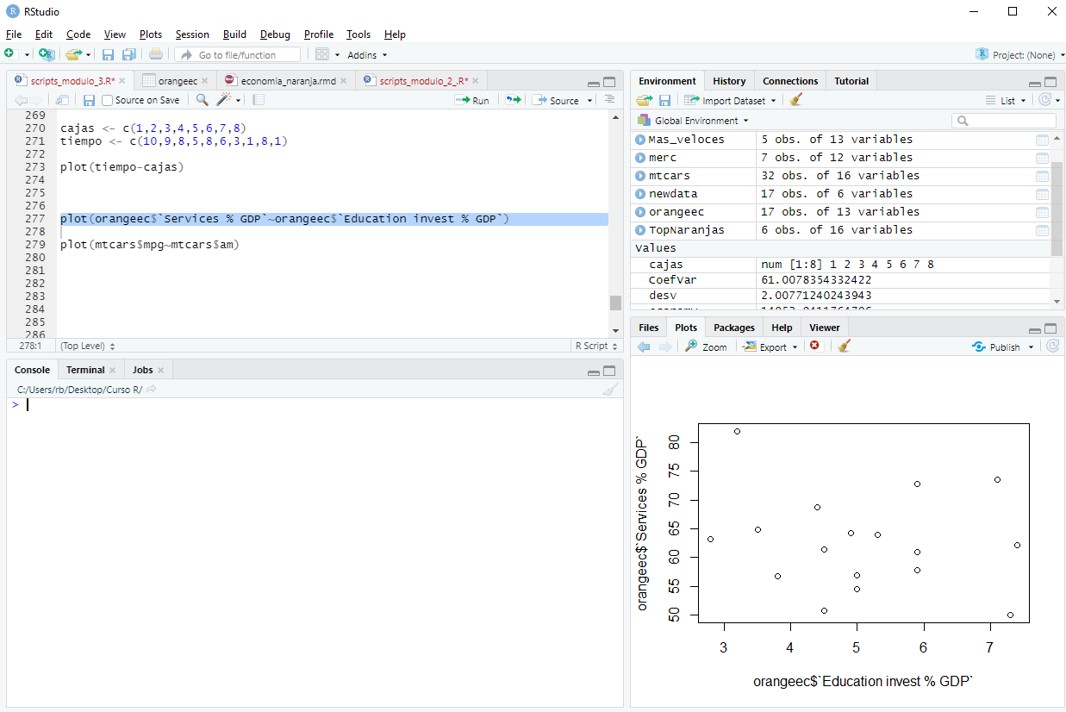 RStudio
File Edit Code View Plots Session Build Debug Profile Tools Help
Go to file/function Addins Project: (None)
scripts_modulo_3.R* orangeec economia_naranja.rmd scripts_modulo_2_.R*
Source on Save Run Source
269
270 cajas <- c(1,2,3,4,5,6,7,8)
271 tiempo <- c(10,9,8,5,8,6,3,1,8,1)
272
273 plot(tiempo~cajas)
274
275
276
277 plot(orangeec$`Services % GDP`~orangeec$`Education invest % GDP`)
278
279 plot(mtcars$mpg~mtcars$am)
280
281
282
283
284
285
286
278:1 (Top Level) R Script
Console Terminal Jobs
C:/Users/rb/Desktop/Curso R/
>
Environment History Connections Tutorial
Import Dataset List
Global Environment
Mas_veloces 5 obs. of 13 variables
merc 7 obs. of 12 variables
mtcars 32 obs. of 16 variables
newdata 17 obs. of 6 variables
orangeec 17 obs. of 13 variables
TopNaranjas 6 obs. of 16 variables
Values
cajas num [1:8] 1 2 3 4 5 6 7 8
CoefVar 61.0078354332422
desv 2.00771240243943
Files Plots Packages Help Viewer
Zoom Export Publish
orangeec$`Services % GDP`
80
75
70
65
60
55
50
3 4 5 6 7
orangeec$`Education invest % GDP`